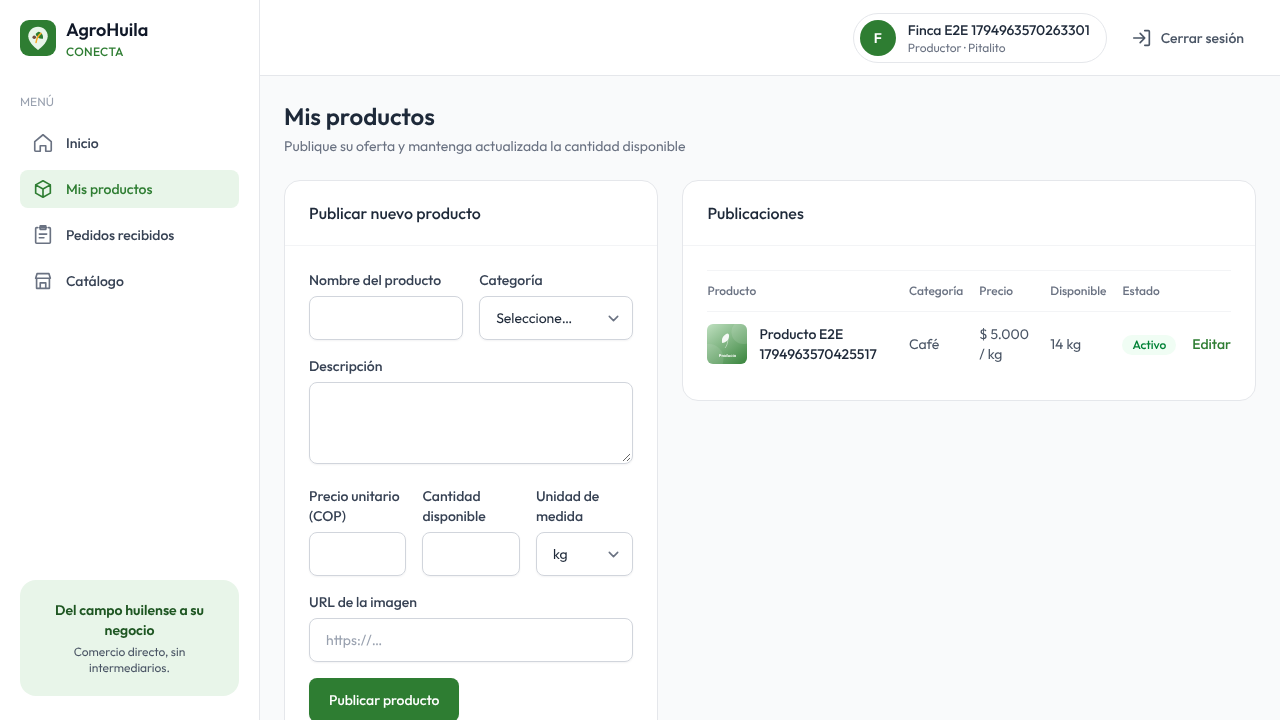 AgroHuila
CONECTA
MENÚ
Inicio
Mis productos
Pedidos recibidos
Catálogo
Del campo huilense a su
negocio
Comercio directo, sin
intermediarios.
F
Finca E2E 1794963570263301
Productor · Pitalito
Cerrar sesión
Mis productos
Publique su oferta y mantenga actualizada la cantidad disponible
Publicar nuevo producto
Nombre del producto
Categoría
Seleccione...
Descripción
Precio unitario
(COP)
Cantidad
disponible
Unidad de
medida
kg
URL de la imagen
https://...
Publicar producto
Publicaciones
Producto
Categoría
Precio
Disponible
Estado
Producto
Producto E2E
1794963570425517
Café
$ 5.000
/ kg
14 kg
Activo
Editar